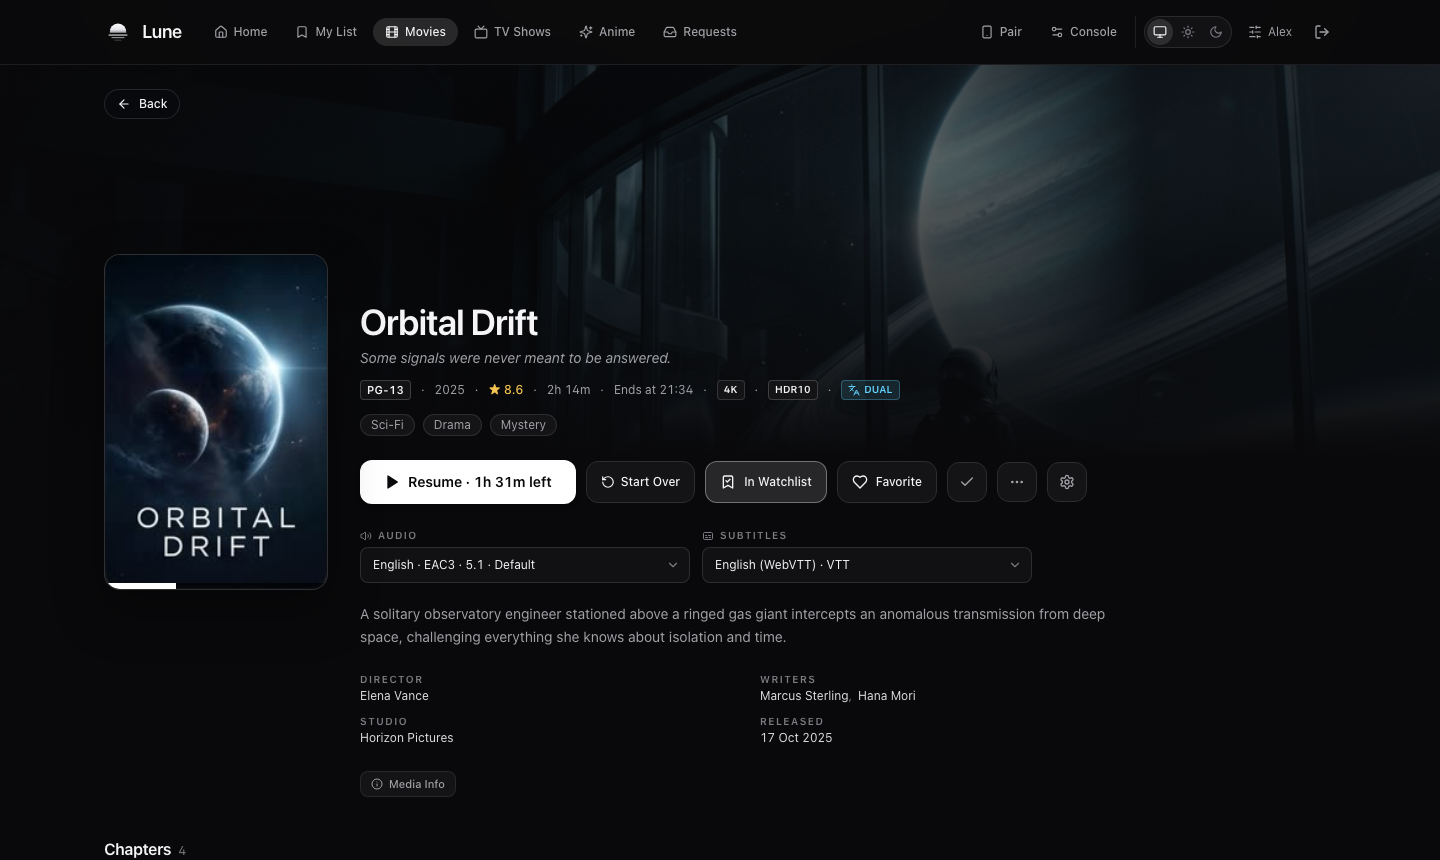 Lune Home My List Movies TV Shows Anime Requests Pair Console Alex
Back
ORBITAL
DRIFT
Orbital Drift
Some signals were never meant to be answered.
PG-13 · 2025 · 8.6 · 2h 14m · Ends at 21:34 · 4K · HDR10 · DUAL
Sci-Fi Drama Mystery
Resume · 1h 31m left Start Over In Watchlist Favorite
AUDIO SUBTITLES
English · EAC3 · 5.1 · Default English (WebVTT) · VTT
A solitary observatory engineer stationed above a ringed gas giant intercepts an anomalous transmission from deep
space, challenging everything she knows about isolation and time.
DIRECTOR WRITERS
Elena Vance Marcus Sterling, Hana Mori
STUDIO RELEASED
Horizon Pictures 17 Oct 2025
Media Info
Chapters 4